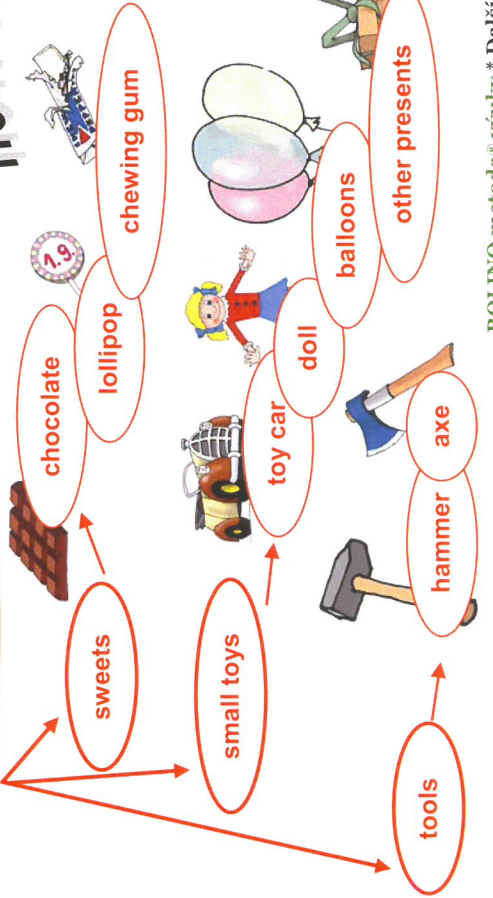 sweets
chocolate
lollipop
1.9.
chewing gum
small toys
toy car
doll
balloons
other presents
tools
hammer
axe